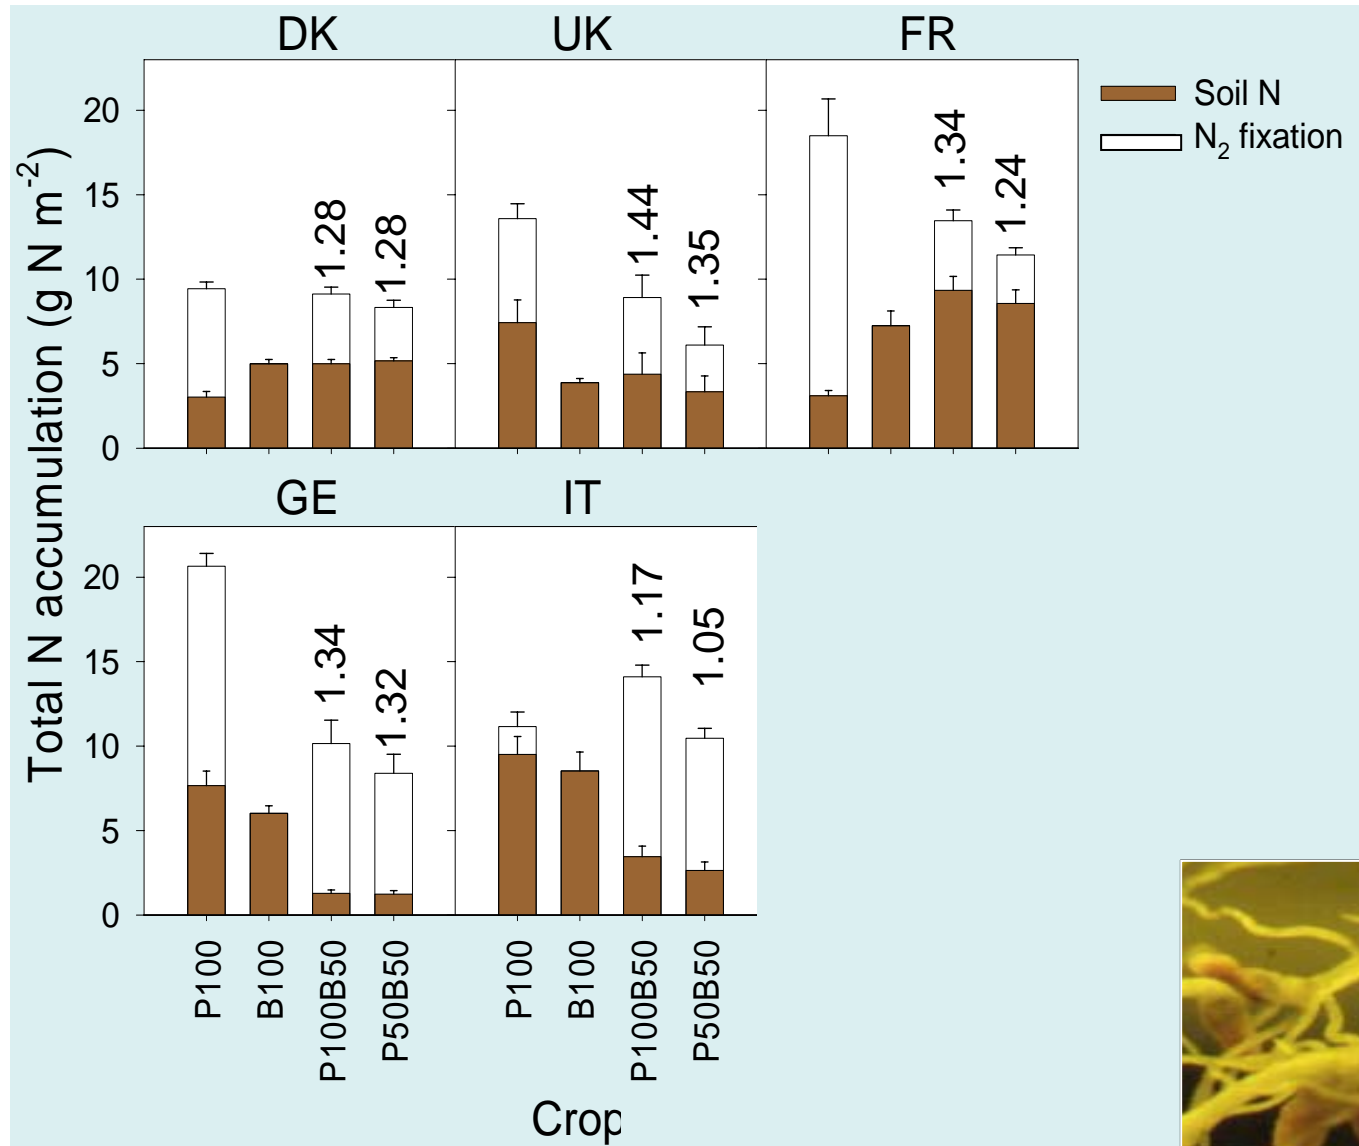 DK UK FR
Soil N
N2 fixation
Total N accumulation (g N m-2)
20
15
10
5
0
1.28
1.28
1.44
1.35
1.34
1.24
GE IT
20
15
10
5
0
1.34
1.32
1.17
1.05
P100
B100
P100B50
P50B50
P100
B100
P100B50
P50B50
Crop